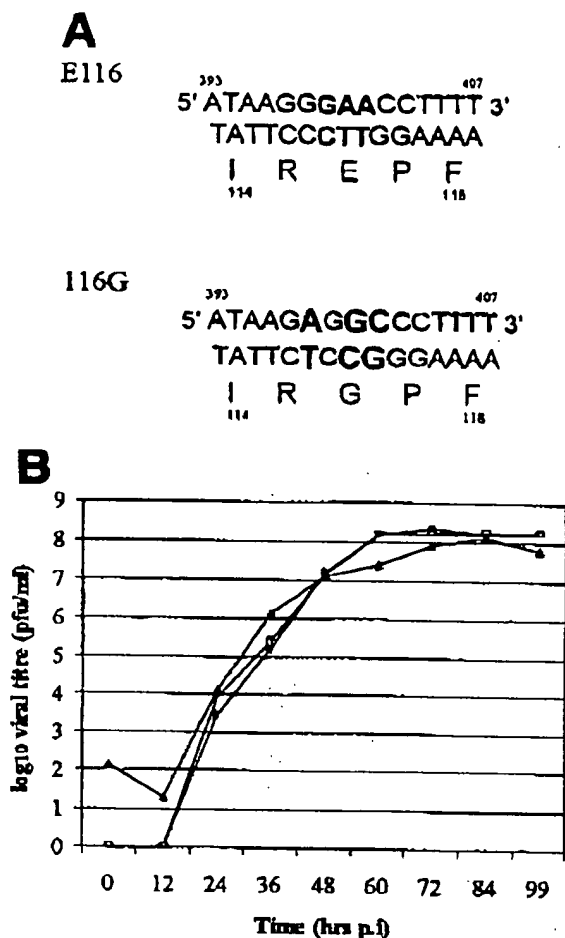 A
E116
393 407
5' ATAAGGGAACCTTTT 3'
TATTCCCTTGGAAAA
I R E P F
114 118
116G
393 407
5' ATAAGAGGCCCTTTT 3'
TATTCTCCGGGAAAA
I R G P F
114 118
B
log10 viral titre (pfu/ml)
9
8
7
6
5
4
3
2
1
0
0 12 24 36 48 60 72 84 99
Time (hrs p.i)